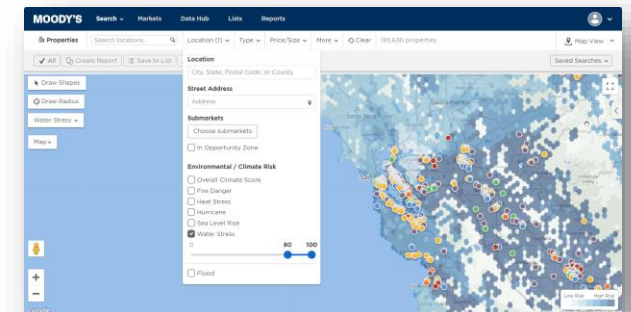 MOODY'S Search Markets Data Hub Lists Reports
Properties Search locations.. Location (1) Type Price/Size More Clear 195,630 properties Map View
All Create Report Save to List Saved Searches
Location
City, State, Postal Code, or County
Street Address
Address
Submarkets
Choose submarkets
In Opportunity Zone
Environmental / Climate Risk
Overall Climate Score
Fire Danger
Heat Stress
Hurricane
Sea Level Rise
Water Stress
0 80 100
Flood
Draw Shapes
Draw Radius
Water Stress
Map
Sacramento
Low Risk High Risk